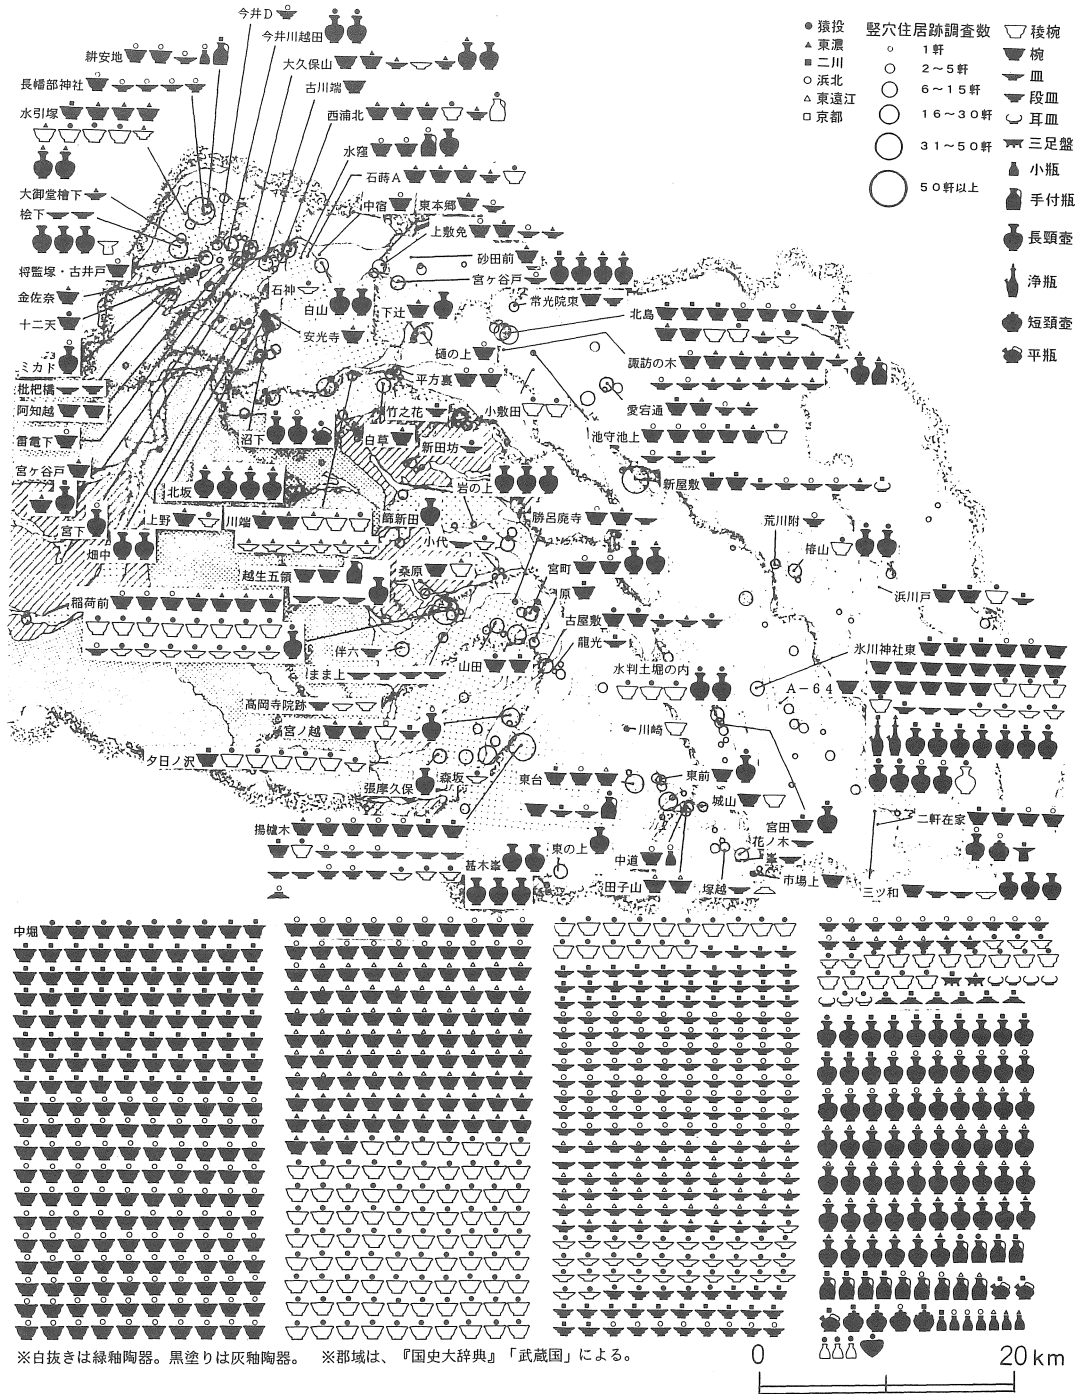 今井D
今井川越田
耕安地
大久保山
長幡部神社
古川端
水引塚
西浦北
水窪
石蒔A
大御堂檜下
中宿
東本郷
桧下
上敷免
砂田前
将監塚・古井戸
宮ヶ谷戸
石神
金佐奈
白山
下辻
常光院東
北島
十二天
安光寺
樋の上
諏訪の木
ミカド
枇杷橋
平方裏
阿知越
竹之花
小敷田
愛宕通
雷電下
沼下
白草
新田坊
池守池上
宮ヶ谷戸
北坂
岩の上
新屋敷
宮下
上野
川端
篩新田
勝呂廃寺
荒川附
畑中
小代
椿山
越生五領
桑原
宮町
稲荷前
原
浜川戸
古屋敷
伴六
龍光
氷川神社東
まま上
山田
水判土堀の内
A-64
高岡寺院跡
宮ノ越
川崎
夕日ノ沢
張摩久保
森坂
東台
東前
城山
揚櫨木
宮田
二軒在家
甚木峯
東の上
中道
花ノ木
峯
田子山
塚越
市場上
三ツ和
中堀
猿投
東濃
二川
浜北
東遠江
京都
竪穴住居跡調査数
1軒
2～5軒
6～15軒
16～30軒
31～50軒
50軒以上
稜椀
椀
皿
段皿
耳皿
三足盤
小瓶
手付瓶
長頸壺
浄瓶
短頚壺
平瓶
※白抜きは緑釉陶器。黒塗りは灰釉陶器。　※郡域は、『国史大辞典』「武蔵国」による。
0　20km